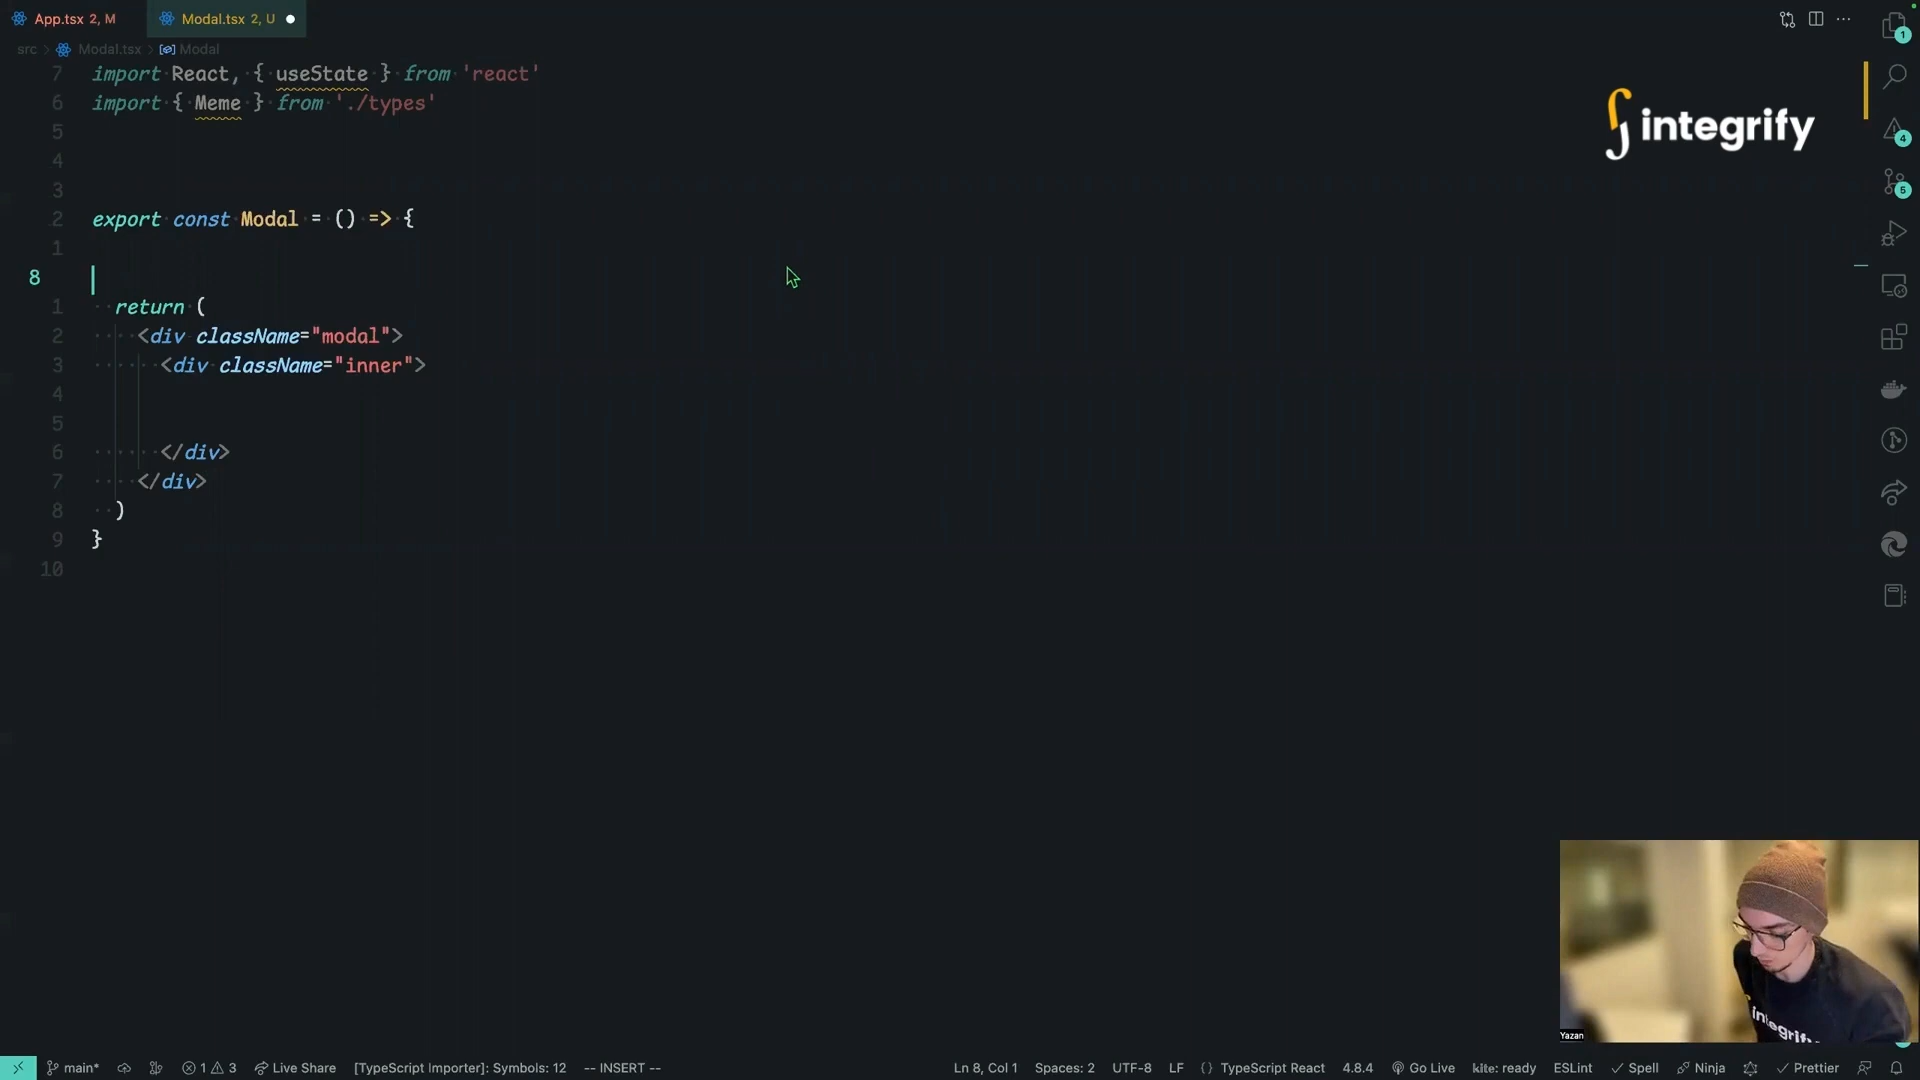 App.tsx 2, M
Modal.tsx 2, U
src > Modal.tsx > Modal
7 import React, { useState } from 'react'
6 import { Meme } from './types'
5
4
3
2 export const Modal = () => {
1
8
1 return (
2 <div className="modal">
3 <div className="inner">
4
5
6 </div>
7 </div>
8 )
9 }
10
integrify
1
4
5
integrify
Yazan
main* 1 3 Live Share [TypeScript Importer]: Symbols: 12 -- INSERT -- Ln 8, Col 1 Spaces: 2 UTF-8 LF {} TypeScript React 4.8.4 Go Live kite: ready ESLint Spell Ninja Prettier